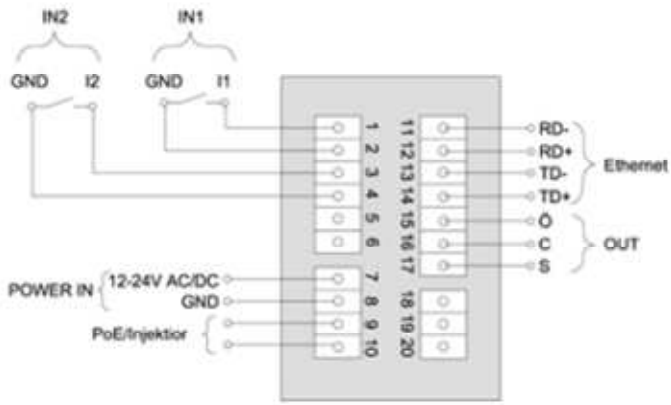 IN2 IN1
GND I2 GND I1
1 11 RD-
2 12 RD+
3 13 TD-
4 14 TD+
Ethernet
5 15 Ö
6 16 C
17 S
OUT
POWER IN 12-24V AC/DC 7
GND 8 18
PoE/Injektior 9 19
10 20